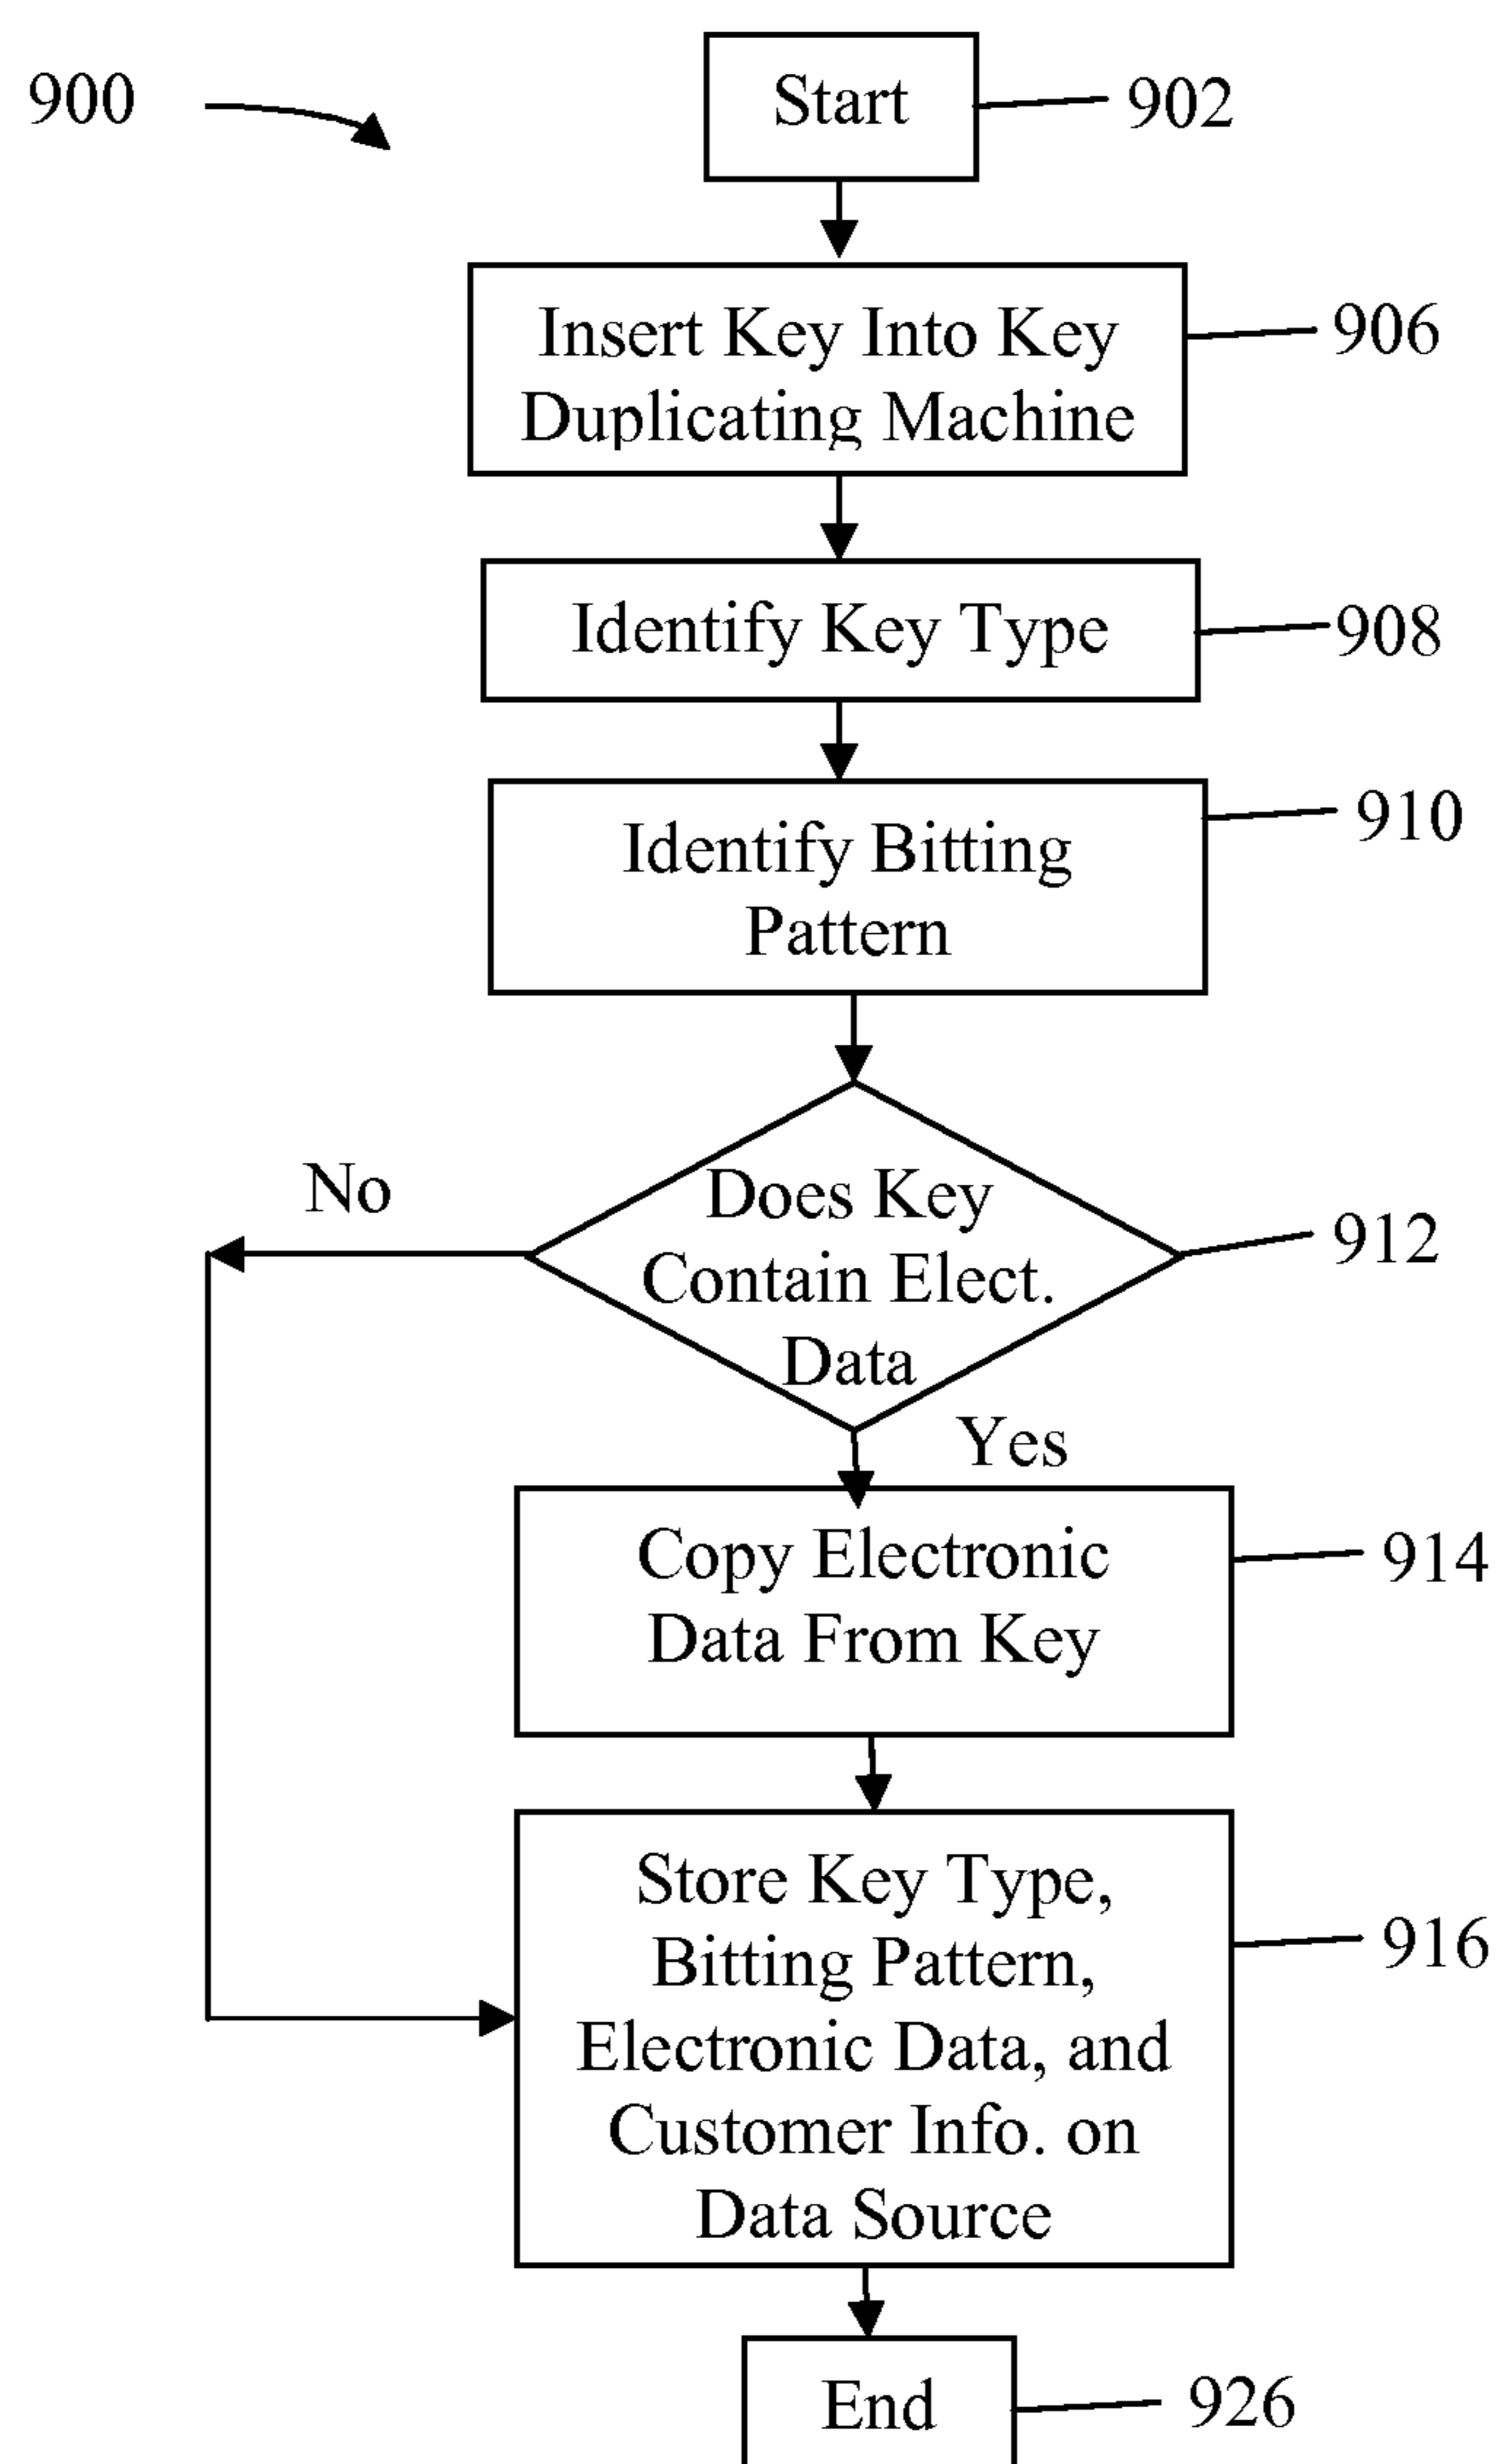 900
Start
902
Insert Key Into Key
Duplicating Machine
906
Identify Key Type
908
Identify Bitting
Pattern
910
No
Does Key
Contain Elect.
Data
912
Yes
Copy Electronic
Data From Key
914
Store Key Type,
Bitting Pattern,
Electronic Data, and
Customer Info. on
Data Source
916
End
926